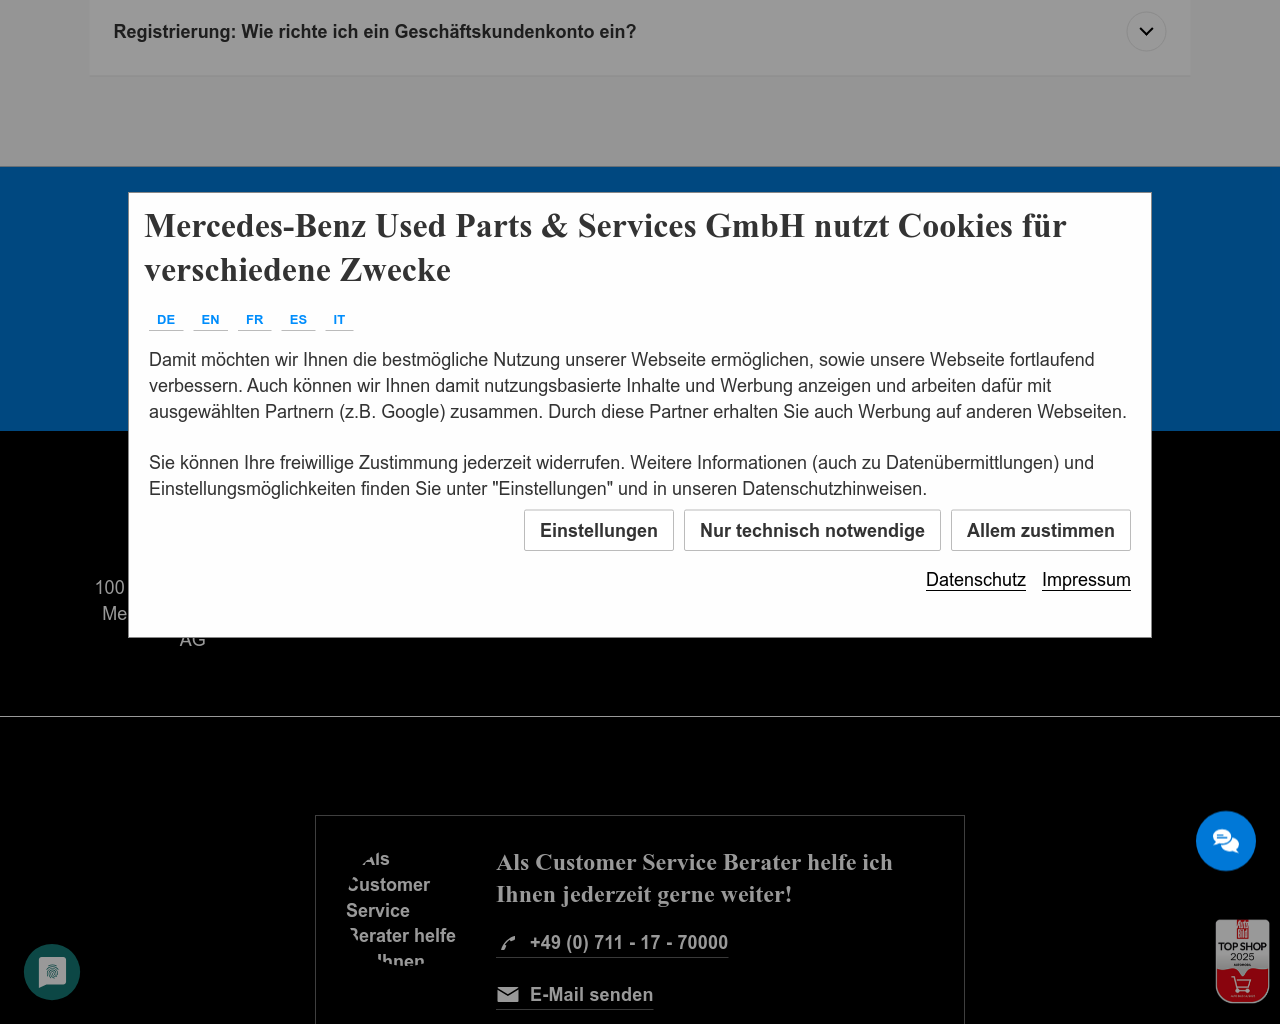 Registrierung: Wie richte ich ein Geschäftskundenkonto ein?
Mercedes-Benz Used Parts & Services GmbH nutzt Cookies für
verschiedene Zwecke
DE EN FR ES IT
Damit möchten wir Ihnen die bestmögliche Nutzung unserer Webseite ermöglichen, sowie unsere Webseite fortlaufend
verbessern. Auch können wir Ihnen damit nutzungsbasierte Inhalte und Werbung anzeigen und arbeiten dafür mit
ausgewählten Partnern (z.B. Google) zusammen. Durch diese Partner erhalten Sie auch Werbung auf anderen Webseiten.
Sie können Ihre freiwillige Zustimmung jederzeit widerrufen. Weitere Informationen (auch zu Datenübermittlungen) und
Einstellungsmöglichkeiten finden Sie unter "Einstellungen" und in unseren Datenschutzhinweisen.
Einstellungen Nur technisch notwendige Allem zustimmen
Datenschutz Impressum
100
Me
AG
Als
Customer
Service
Berater helfe
Ihnen
Als Customer Service Berater helfe ich
Ihnen jederzeit gerne weiter!
+49 (0) 711 - 17 - 70000
E-Mail senden
Auto
Bild
TOP SHOP
2025